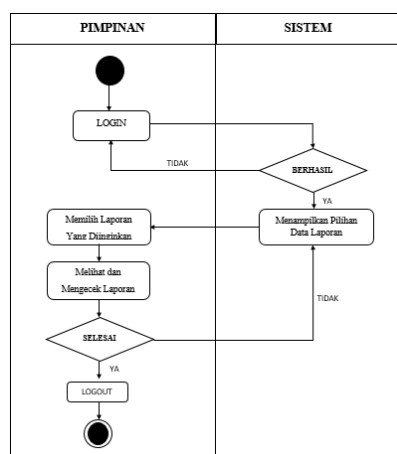 PIMPINAN
SISTEM
LOGIN
TIDAK
BERHASIL
YA
Memilih Laporan
Yang Diinginkan
Menampilkan Pilihan
Data Laporan
Melihat dan
Mengecek Laporan
TIDAK
SELESAI
YA
LOGOUT